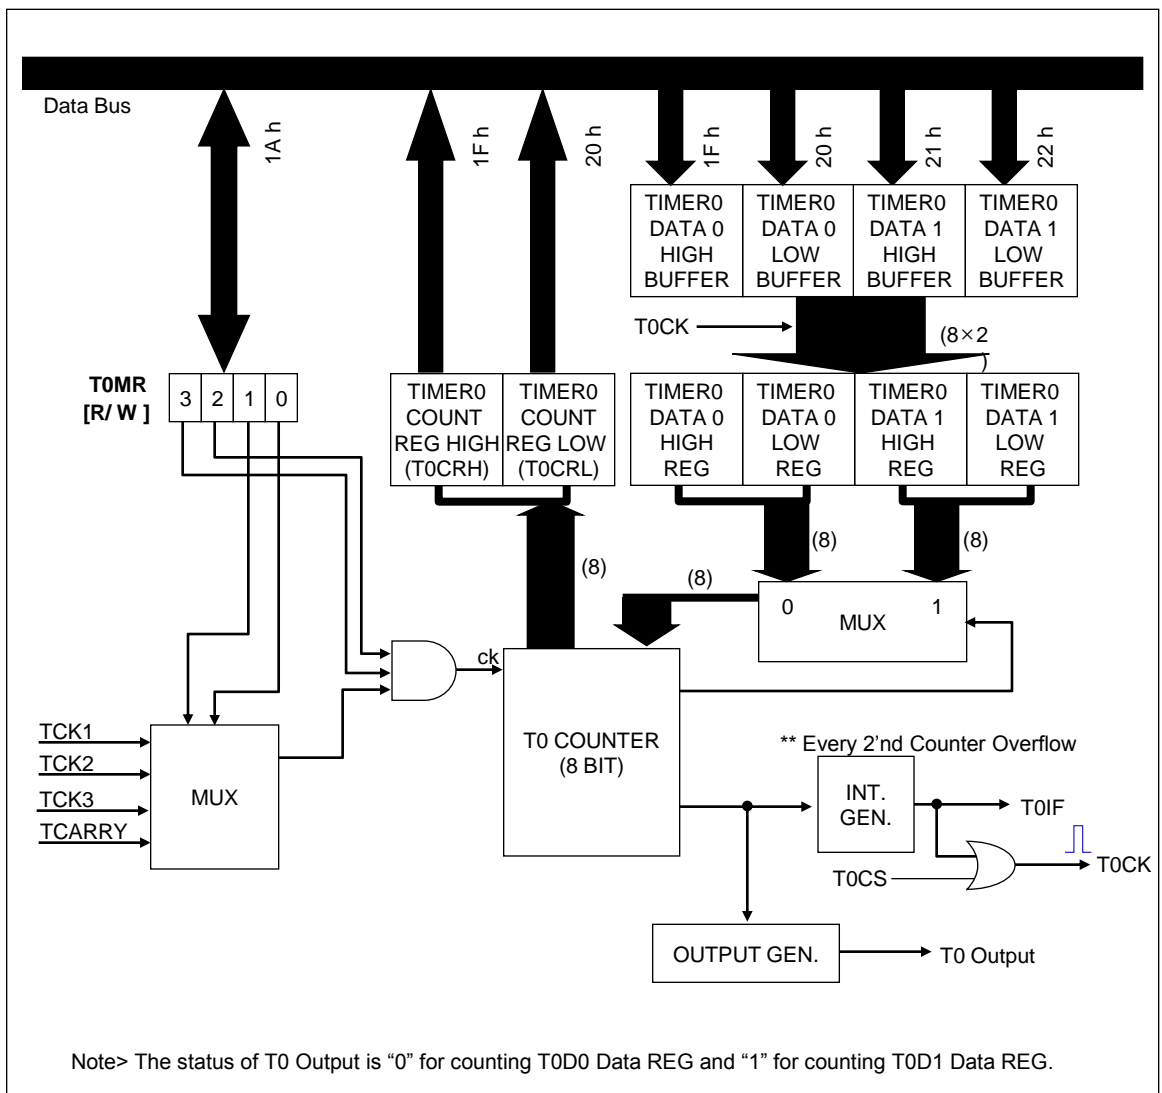 Data Bus
1A h
1F h
20 h
1F h
20 h
21 h
22 h
TIMER0
DATA 0
HIGH
BUFFER
TIMER0
DATA 0
LOW
BUFFER
TIMER0
DATA 1
HIGH
BUFFER
TIMER0
DATA 1
LOW
BUFFER
T0CK
(8×2
)
T0MR
[R/ W ]
3 2 1 0
TIMER0
COUNT
REG HIGH
(T0CRH)
TIMER0
COUNT
REG LOW
(T0CRL)
TIMER0
DATA 0
HIGH
REG
TIMER0
DATA 0
LOW
REG
TIMER0
DATA 1
HIGH
REG
TIMER0
DATA 1
LOW
REG
(8)
(8)
(8)
(8)
0 1
MUX
ck
T0 COUNTER
(8 BIT)
TCK1
TCK2
TCK3
TCARRY
MUX
** Every 2'nd Counter Overflow
INT.
GEN.
T0IF
T0CS
T0CK
OUTPUT GEN.
T0 Output
Note> The status of T0 Output is “0” for counting T0D0 Data REG and “1” for counting T0D1 Data REG.